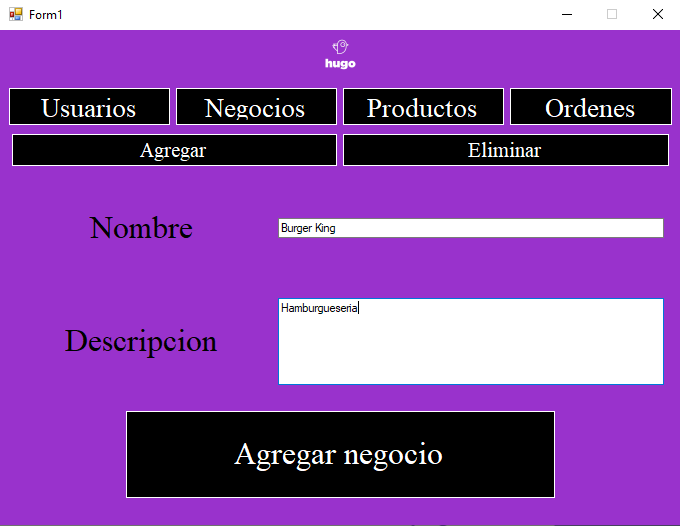 Form1
hugo
Usuarios Negocios Productos Ordenes
Agregar Eliminar
Nombre Burger King
Descripcion Hamburgueseria
Agregar negocio